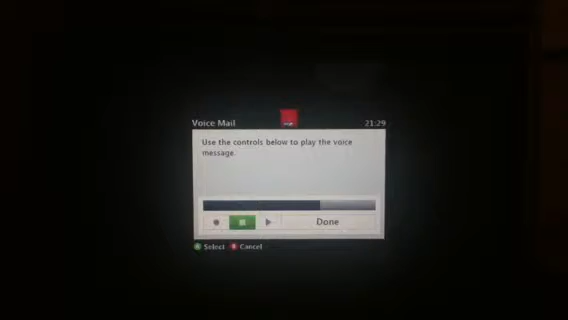 Voice Mail
21:29
Use the controls below to play the voice
message.
Done
Select
Cancel